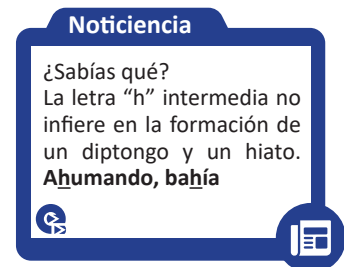 Noticiencia
¿Sabías qué?
La letra “h” intermedia no
infiere en la formación de
un diptongo y un hiato.
Ahumando, bahía